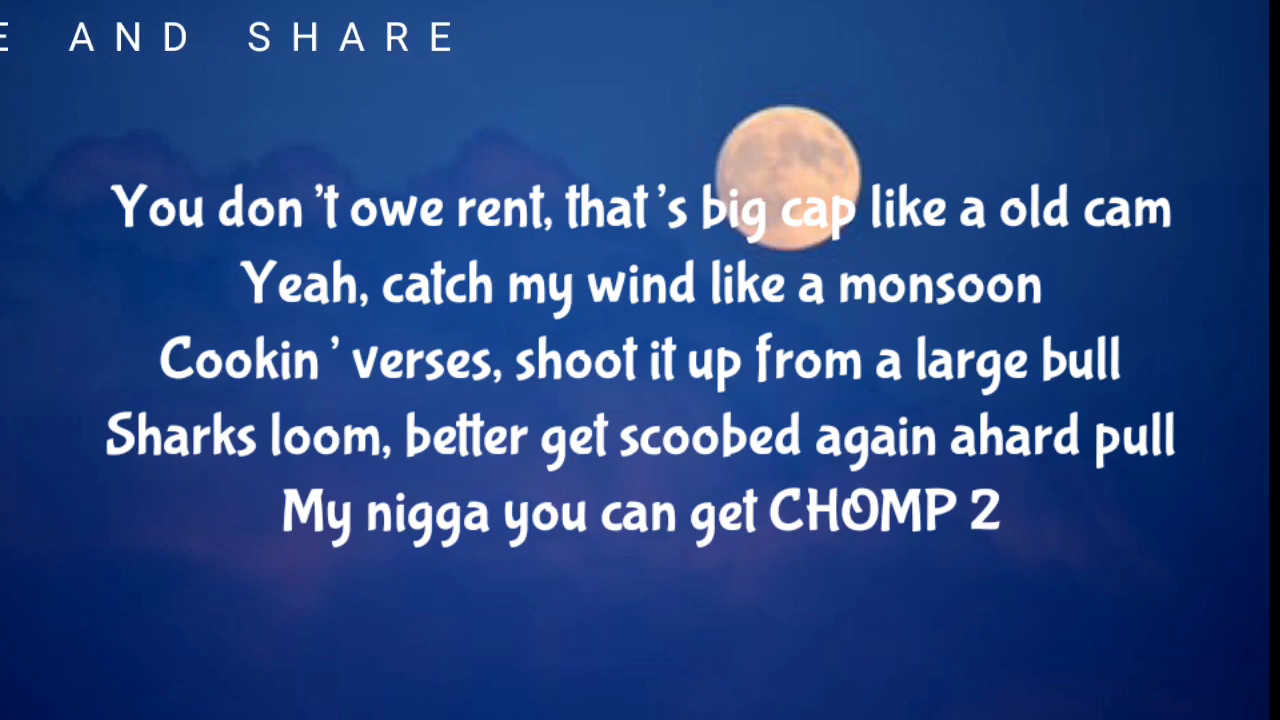 E AND SHARE
You don't owe rent, that's big cap like a old cam
Yeah, catch my wind like a monsoon
Cookin' verses, shoot it up from a large bull
Sharks loom, better get scoobed again ahard pull
My nigga you can get CHOMP 2